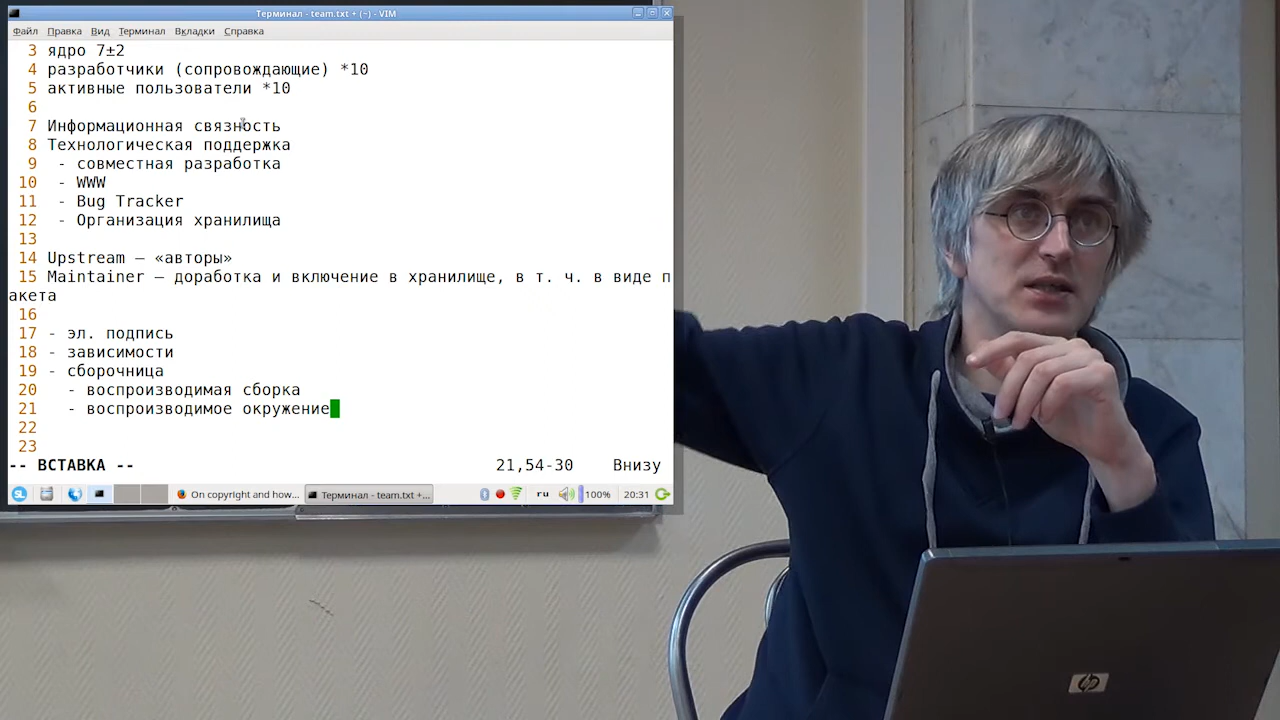 Терминал - team.txt + (~) - VIM
Файл Правка Вид Терминал Вкладки Справка
3 ядро 7±2
4 разработчики (сопровождающие) *10
5 активные пользователи *10
6
7 Информационная связность
8 Технологическая поддержка
9 - совместная разработка
10 - WWW
11 - Bug Tracker
12 - Организация хранилища
13
14 Upstream — «авторы»
15 Maintainer — доработка и включение в хранилище, в т. ч. в виде п
акета
16
17 - эл. подпись
18 - зависимости
19 - сборочница
20 - воспроизводимая сборка
21 - воспроизводимое окружение
22
23
-- ВСТАВКА -- 21,54-30 Внизу
SL On copyright and how... Терминал - team.txt +... ru 100% 20:31
hp